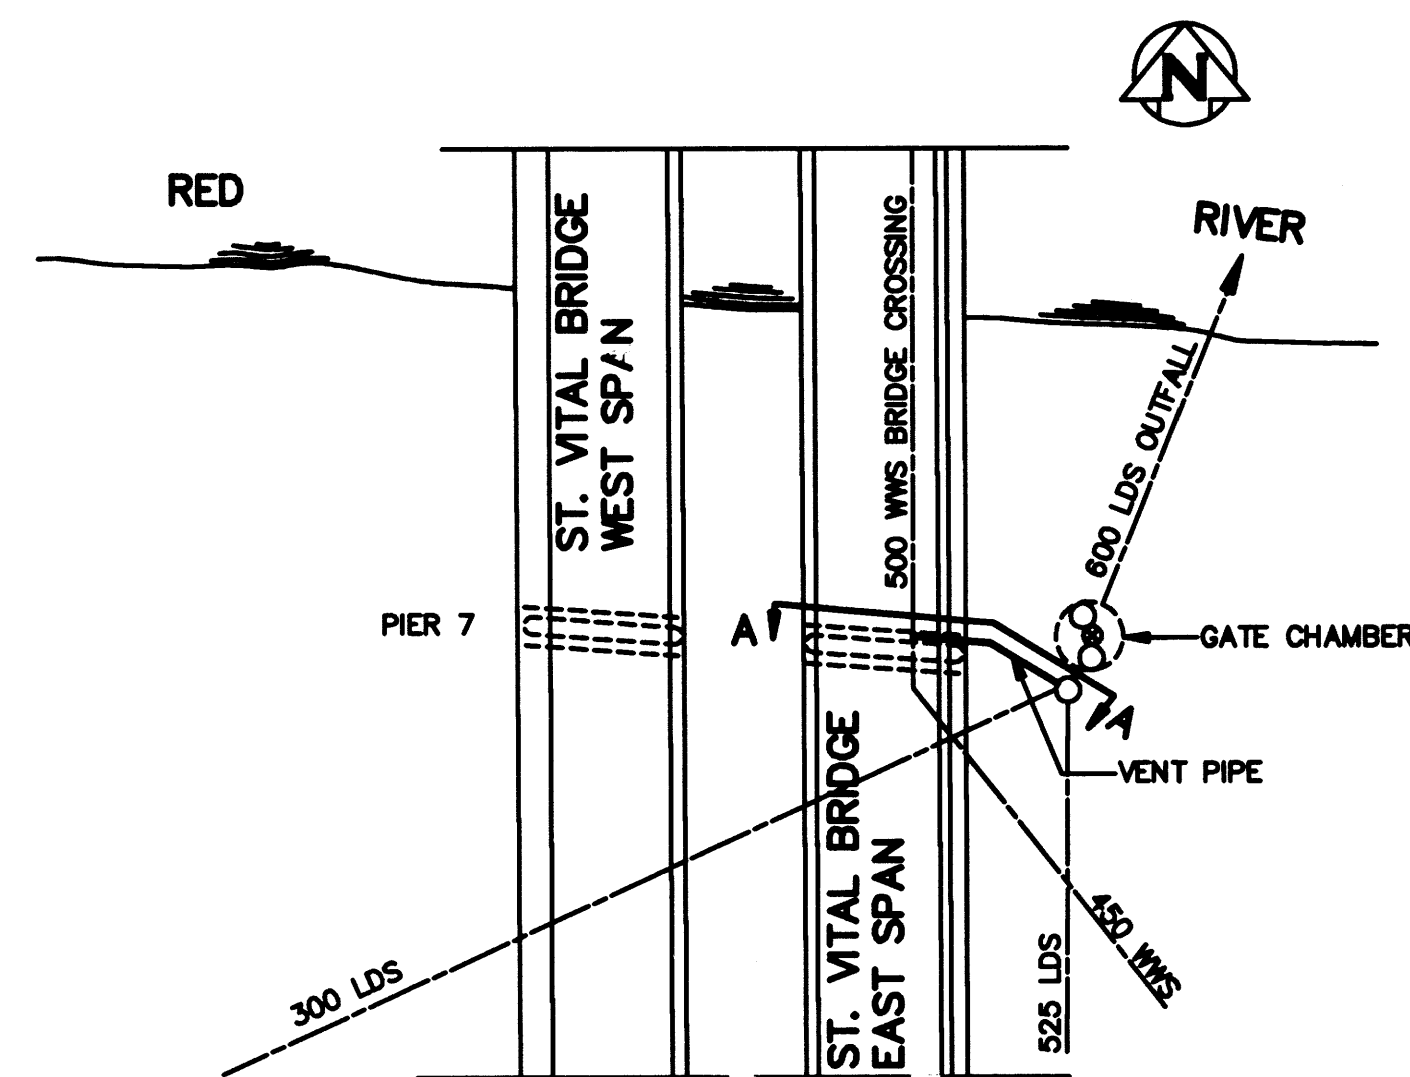 N
RED
RIVER
ST. VITAL BRIDGE
WEST SPAN
500 WWS BRIDGE CROSSING
600 LDS OUTFALL
PIER 7
A
GATE CHAMBER
A
VENT PIPE
ST. VITAL BRIDGE
EAST SPAN
450 WWS
300 LDS
525 LDS